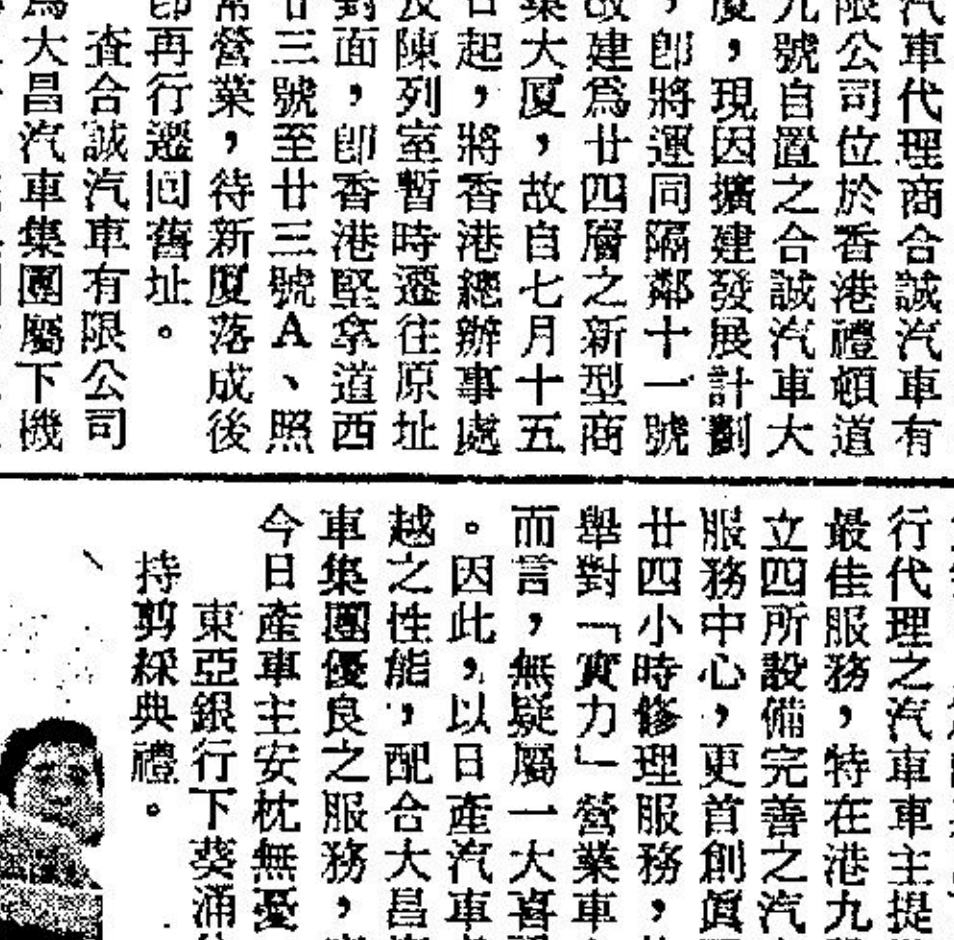 汽車代理商合誠汽車有
限公司位於香港禮頓道
九號自置之合誠汽車大
廈，現因擴建發展計劃
，即將運同隔鄰十一號
改建爲廿四層之新型商
業大厦，故自七月十五
日起，將香港總辦事處
及陳列室暫時遷往原址
對面，即香港堅拿道西
廿三號至廿三號A、照
常營業，待新厦落成後
即再行遷回舊址。
查合誠汽車有限公司
爲大昌汽車集團屬下機
行代理之汽車車主提
最佳服務，特在港九
立四所設備完善之汽
服務中心，更首創眞
廿四小時修理服務，
舉對「實力」營業車
而言，無疑屬一大喜
。因此，以日產汽車
越之性能，配合大昌
車集團優良之服務，
今日產車主安枕無憂
東亞銀行下葵涌
持剪綵典禮。